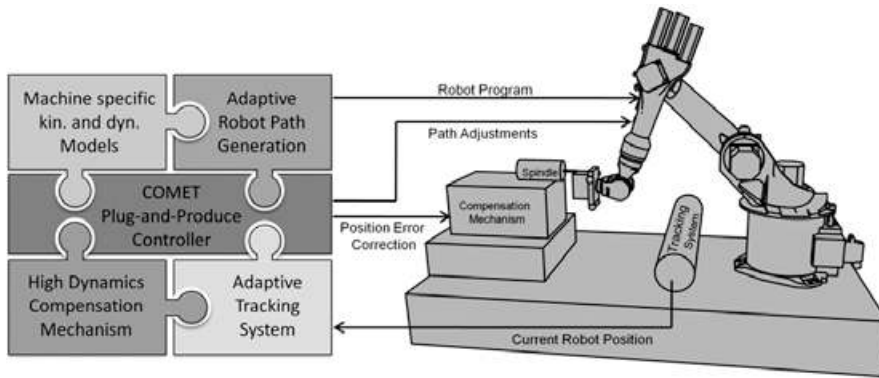 Machine specific
kin. and dyn.
Models
Adaptive
Robot Path
Generation
COMET
Plug-and-Produce
Controller
High Dynamics
Compensation
Mechanism
Adaptive
Tracking
System
Robot Program
Path Adjustments
Position Error
Correction
Current Robot Position
Spindle
Compensation
Mechanism
Tracking
System